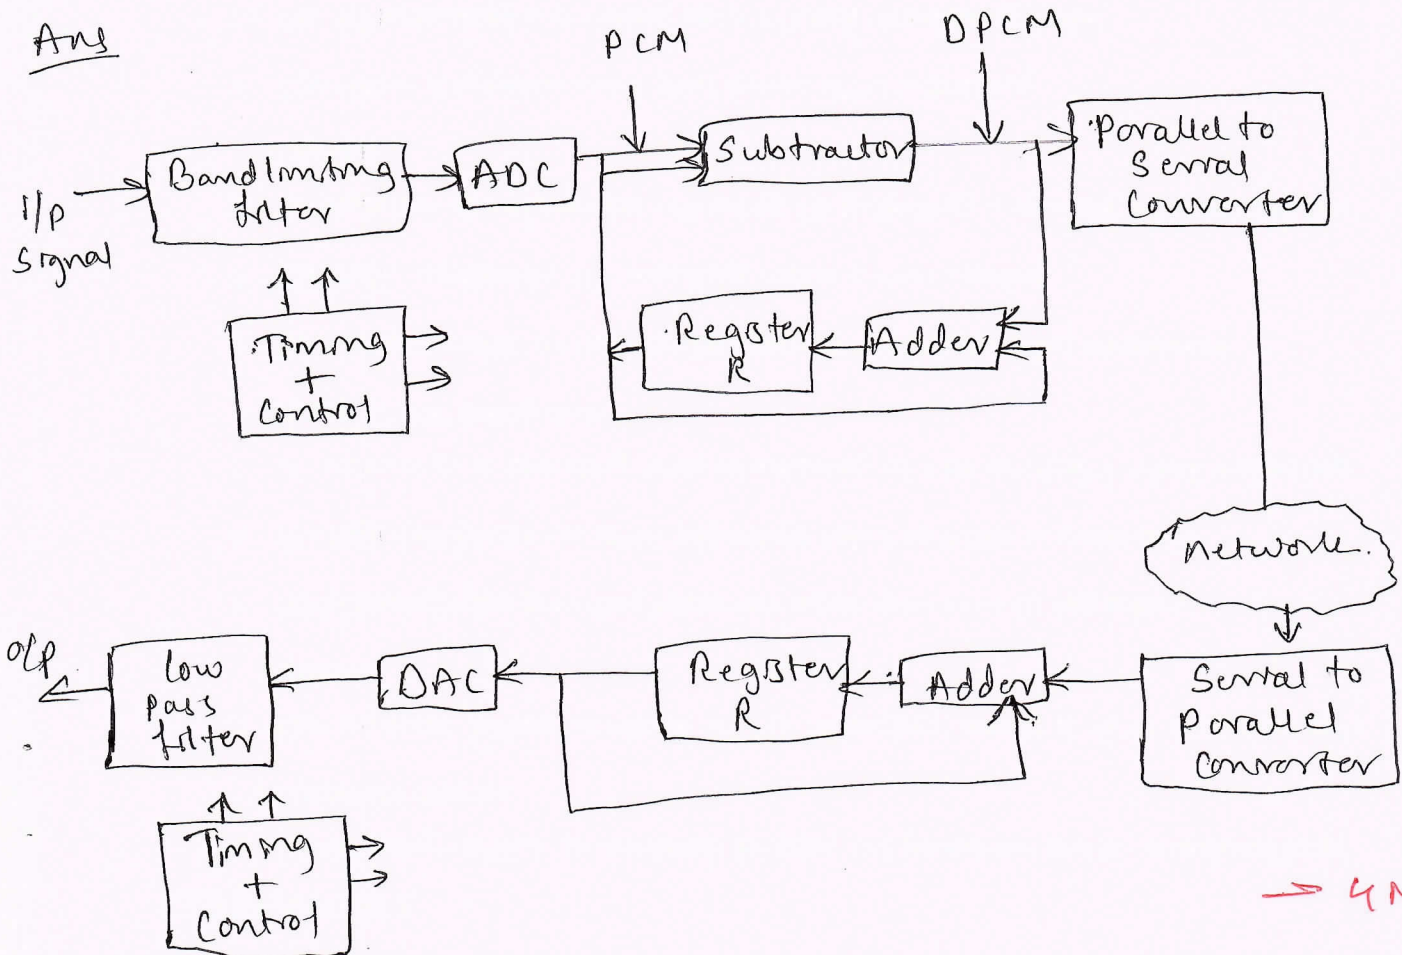 Ans
PCM
DPCM
I/P
signal
Bandlimiting
filter
ADC
Subtractor
Parallel to
Serial
Converter
Timing
+
Control
Register
R
Adder
network.
O/P
Low
pass
filter
DAC
Register
R
Adder
Serial to
Parallel
Converter
Timing
+
Control
→ 4M